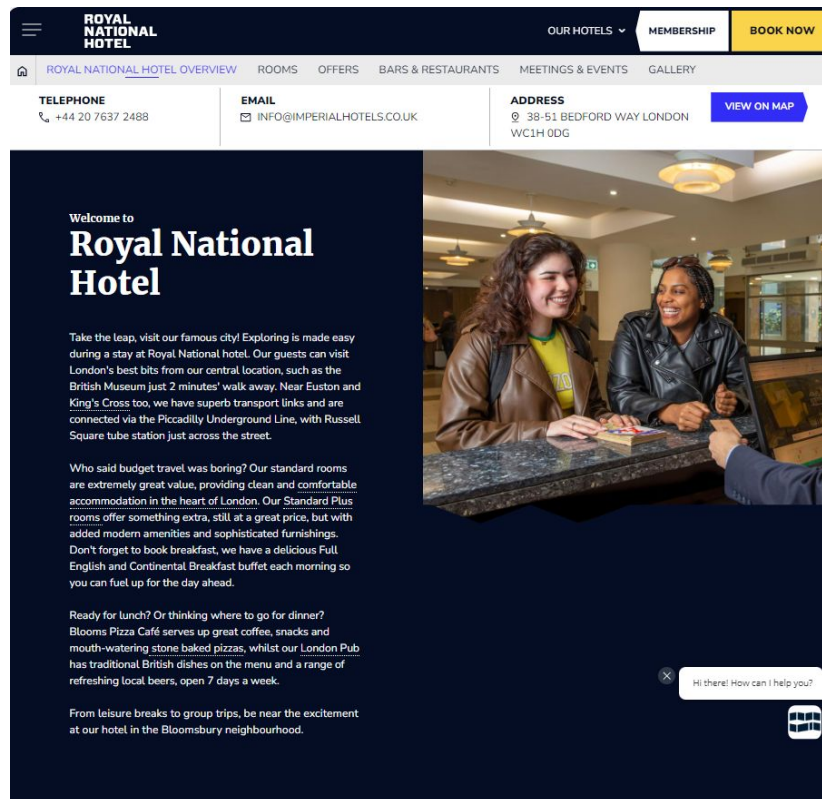 ROYAL
NATIONAL
HOTEL
OUR HOTELS
MEMBERSHIP
BOOK NOW
ROYAL NATIONAL HOTEL OVERVIEW
ROOMS
OFFERS
BARS & RESTAURANTS
MEETINGS & EVENTS
GALLERY
TELEPHONE
+44 20 7637 2488
EMAIL
INFO@IMPERIALHOTELS.CO.UK
ADDRESS
38-51 BEDFORD WAY LONDON
WC1H 0DG
VIEW ON MAP
Welcome to
Royal National
Hotel
Take the leap, visit our famous city! Exploring is made easy
during a stay at Royal National hotel. Our guests can visit
London's best bits from our central location, such as the
British Museum just 2 minutes' walk away. Near Euston and
King's Cross too, we have superb transport links and are
connected via the Piccadilly Underground Line, with Russell
Square tube station just across the street.
Who said budget travel was boring? Our standard rooms
are extremely great value, providing clean and comfortable
accommodation in the heart of London. Our Standard Plus
rooms offer something extra, still at a great price, but with
added modern amenities and sophisticated furnishings.
Don't forget to book breakfast, we have a delicious Full
English and Continental Breakfast buffet each morning so
you can fuel up for the day ahead.
Ready for lunch? Or thinking where to go for dinner?
Blooms Pizza Café serves up great coffee, snacks and
mouth-watering stone baked pizzas, whilst our London Pub
has traditional British dishes on the menu and a range of
refreshing local beers, open 7 days a week.
From leisure breaks to group trips, be near the excitement
at our hotel in the Bloomsbury neighbourhood.
Hi there! How can I help you?